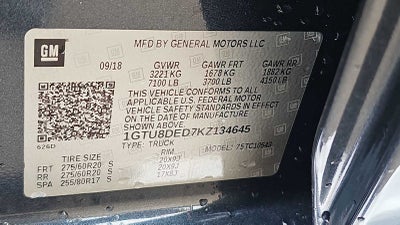 GM
MFD BY GENERAL MOTORS LLC
09/18 GVWR GAWR FRT GAWR RR
3221 KG 1678 KG 1882 KG
7100 LB 3700 LB 4150 LB
THIS VEHICLE CONFORMS TO ALL
APPLICABLE U.S. FEDERAL MOTOR
VEHICLE SAFETY STANDARDS IN EFFECT
ON THE DATE OF MANUFACTURE
1GTU8DED7KZ134645
626D TYPE: TRUCK
TIRE SIZE RIM
FRT 275/60R20 S 20X9J
RR 275/60R20 S 20X9J
SPA 255/80R17 S 17X8J